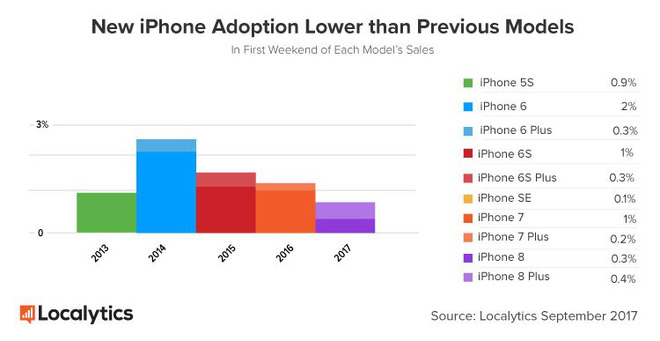 New iPhone Adoption Lower than Previous Models
In First Weekend of Each Model's Sales
3%
0
2013
2014
2015
2016
2017
iPhone 5S 0.9%
iPhone 6 2%
iPhone 6 Plus 0.3%
iPhone 6S 1%
iPhone 6S Plus 0.3%
iPhone SE 0.1%
iPhone 7 1%
iPhone 7 Plus 0.2%
iPhone 8 0.3%
iPhone 8 Plus 0.4%
Localytics
Source: Localytics September 2017